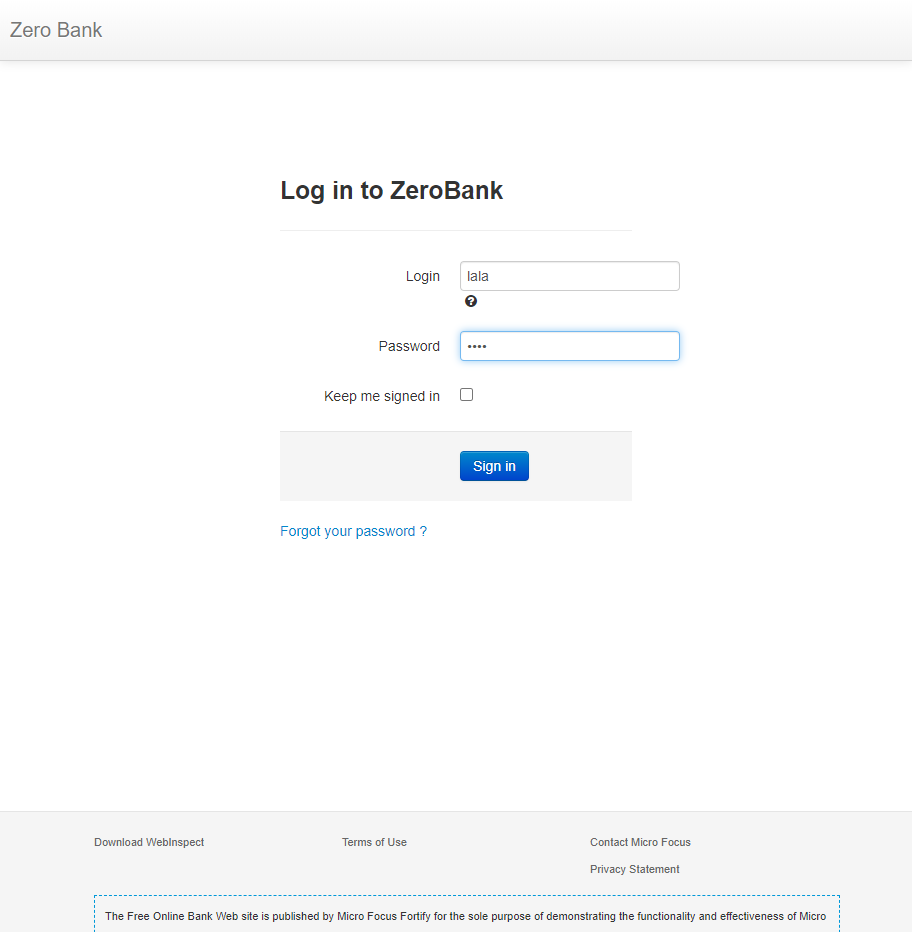 Zero Bank
Log in to ZeroBank
Login
lala
Password
••••
Keep me signed in
Sign in
Forgot your password ?
Download WebInspect
Terms of Use
Contact Micro Focus
Privacy Statement
The Free Online Bank Web site is published by Micro Focus Fortify for the sole purpose of demonstrating the functionality and effectiveness of Micro